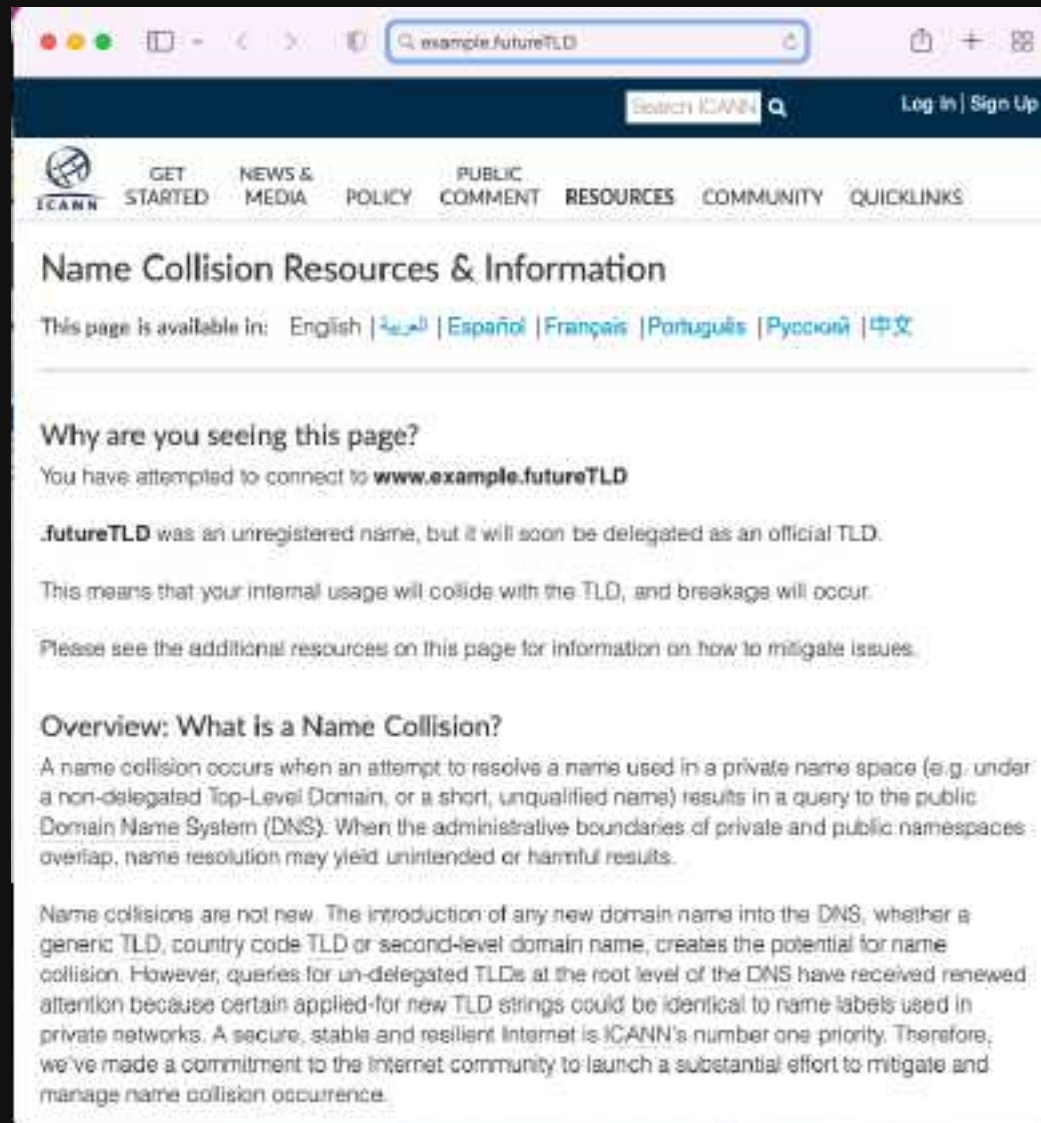 example.futureTLD
Search ICANN
Log In | Sign Up
ICANN
GET STARTED
NEWS & MEDIA
POLICY
PUBLIC COMMENT
RESOURCES
COMMUNITY
QUICKLINKS
Name Collision Resources & Information
This page is available in: English | العربية | Español | Français | Português | Русский | 中文
Why are you seeing this page?
You have attempted to connect to www.example.futureTLD
.futureTLD was an unregistered name, but it will soon be delegated as an official TLD.
This means that your internal usage will collide with the TLD, and breakage will occur.
Please see the additional resources on this page for information on how to mitigate issues.
Overview: What is a Name Collision?
A name collision occurs when an attempt to resolve a name used in a private name space (e.g. under
a non-delegated Top-Level Domain, or a short, unqualified name) results in a query to the public
Domain Name System (DNS). When the administrative boundaries of private and public namespaces
overlap, name resolution may yield unintended or harmful results.
Name collisions are not new. The introduction of any new domain name into the DNS, whether a
generic TLD, country code TLD or second-level domain name, creates the potential for name
collision. However, queries for un-delegated TLDs at the root level of the DNS have received renewed
attention because certain applied-for new TLD strings could be identical to name labels used in
private networks. A secure, stable and resilient Internet is ICANN's number one priority. Therefore,
we've made a commitment to the Internet community to launch a substantial effort to mitigate and
manage name collision occurrence.